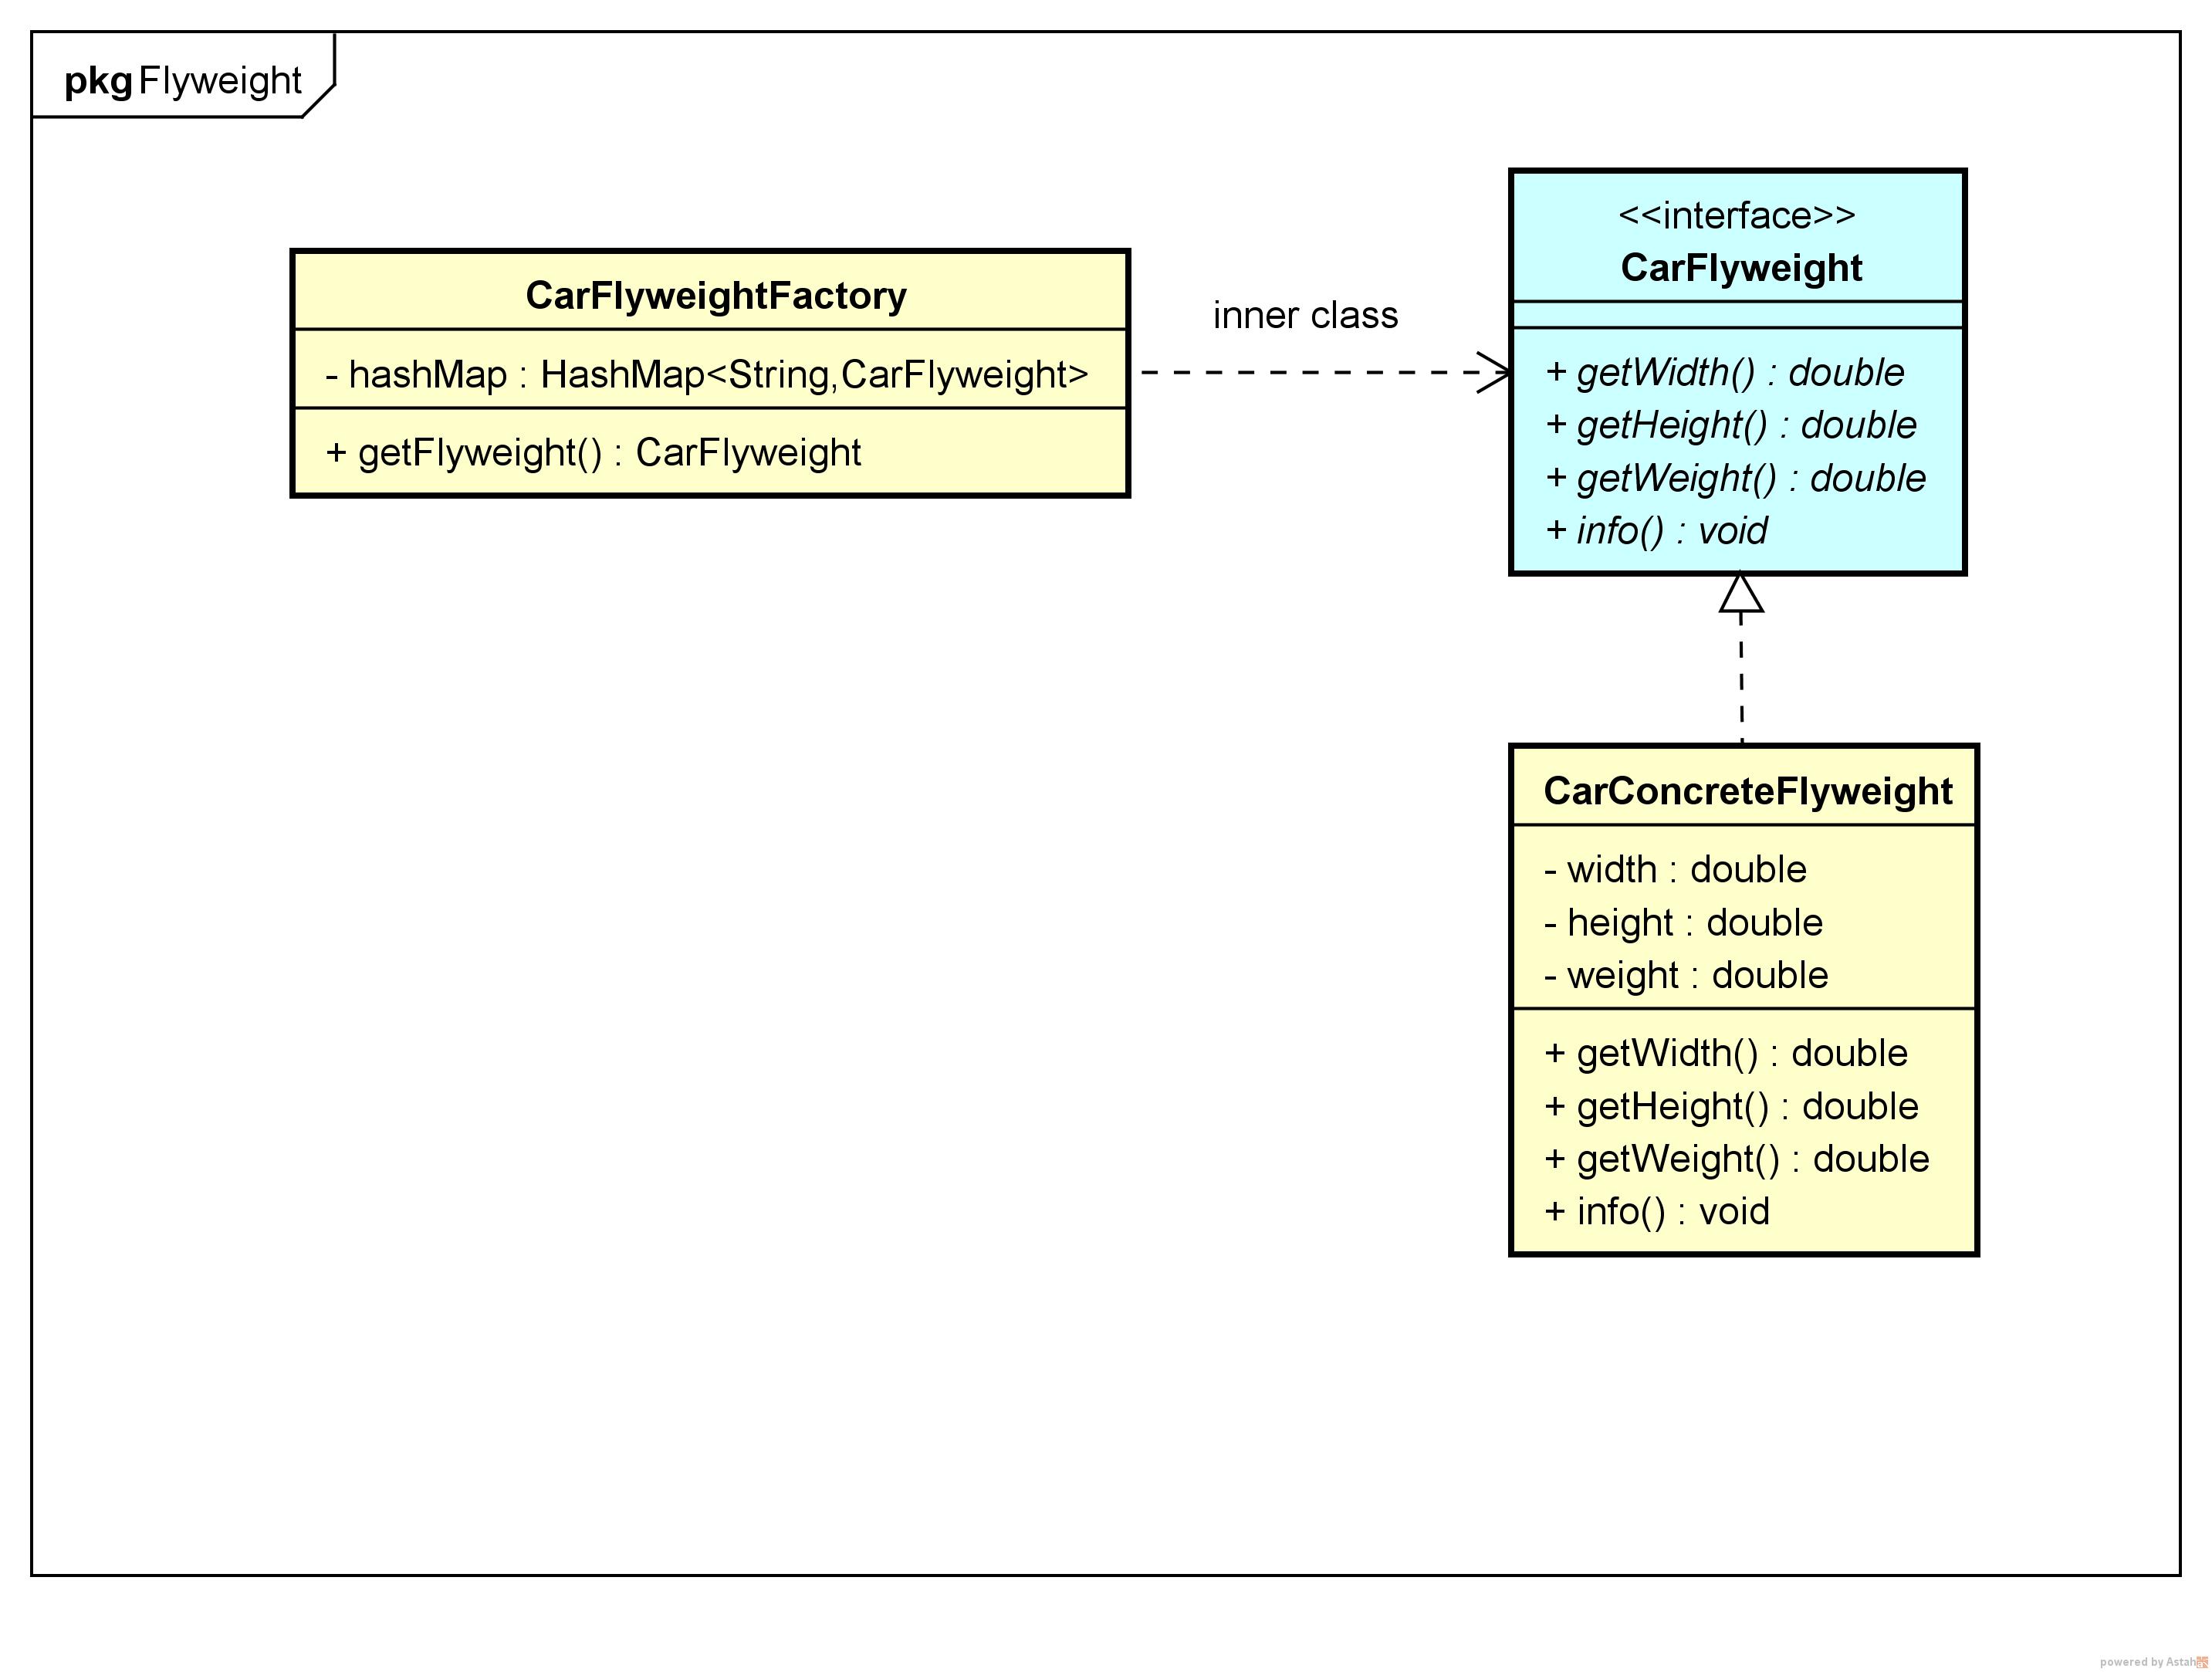 pkg Flyweight
CarFlyweightFactory
- hashMap : HashMap<String,CarFlyweight>
+ getFlyweight() : CarFlyweight
inner class
<<interface>>
CarFlyweight
+ getWidth() : double
+ getHeight() : double
+ getWeight() : double
+ info() : void
CarConcreteFlyweight
- width : double
- height : double
- weight : double
+ getWidth() : double
+ getHeight() : double
+ getWeight() : double
+ info() : void
powered by Astah